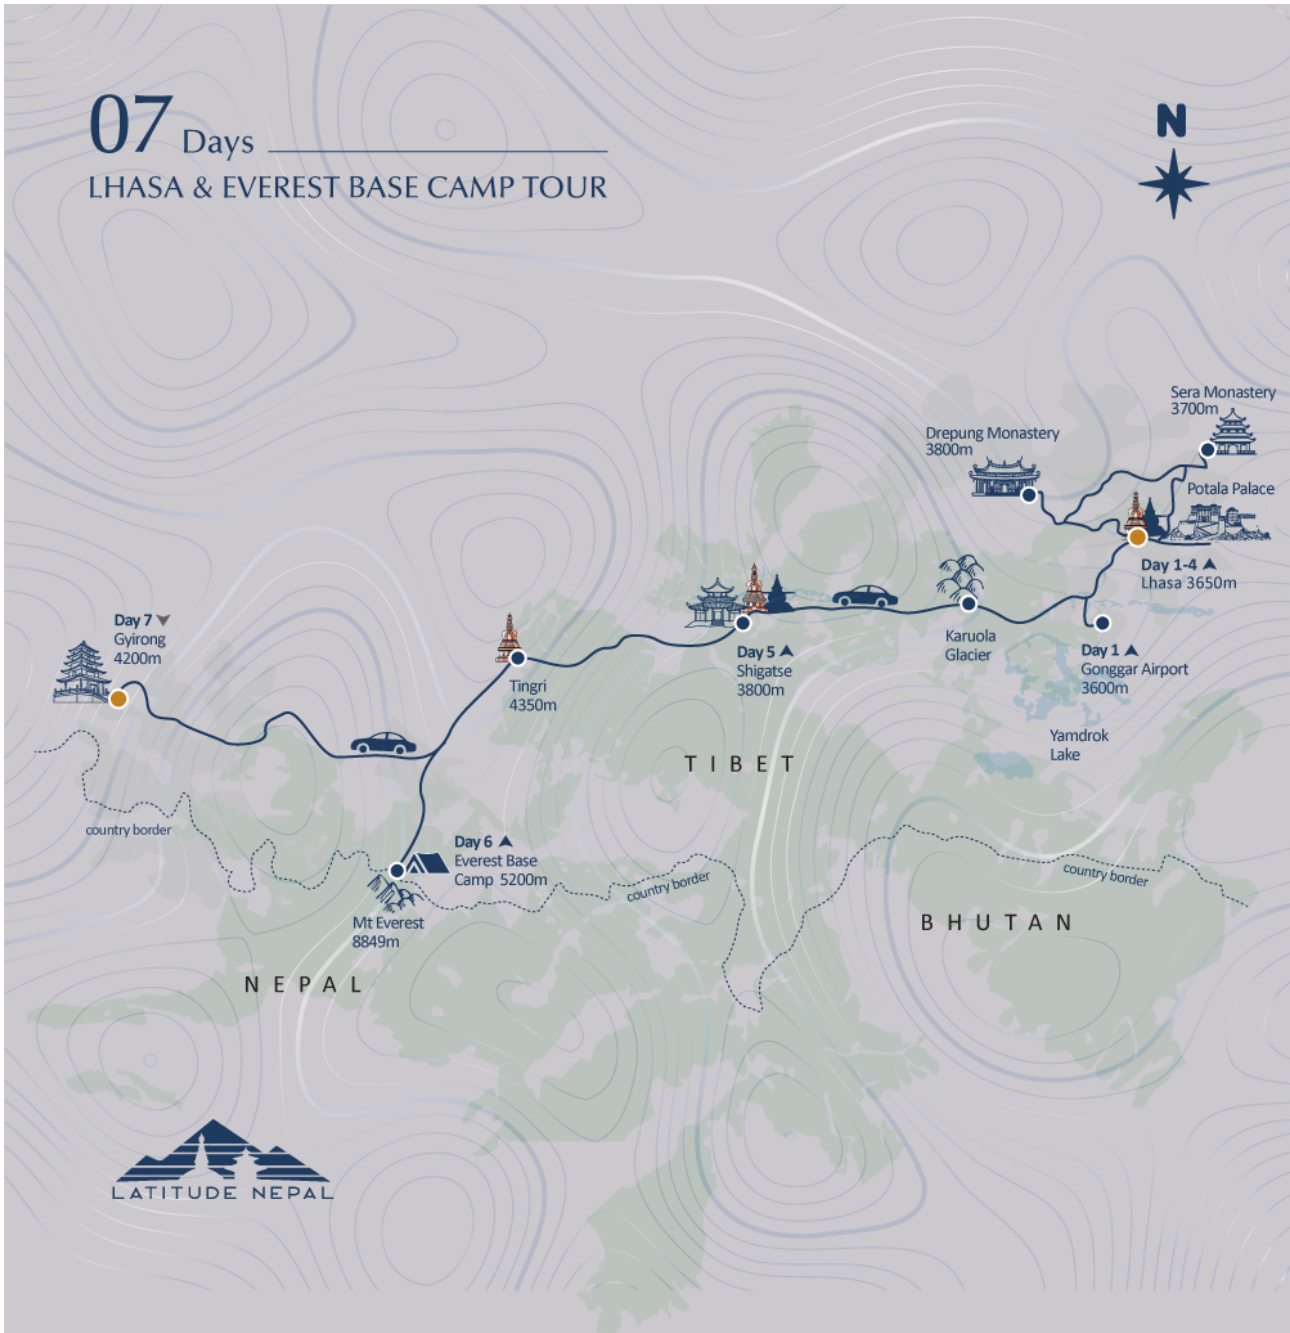 07 Days
LHASA & EVEREST BASE CAMP TOUR
N
Sera Monastery
3700m
Drepung Monastery
3800m
Potala Palace
Day 1-4
Lhasa 3650m
Day 7
Gyirong
4200m
Karuola
Glacier
Day 1
Gonggar Airport
3600m
Day 5
Shigatse
3800m
Tingri
4350m
Yamdrok
Lake
TIBET
country border
Day 6
Everest Base
Camp 5200m
country border
country border
Mt Everest
8849m
BHUTAN
NEPAL
LATITUDE NEPAL